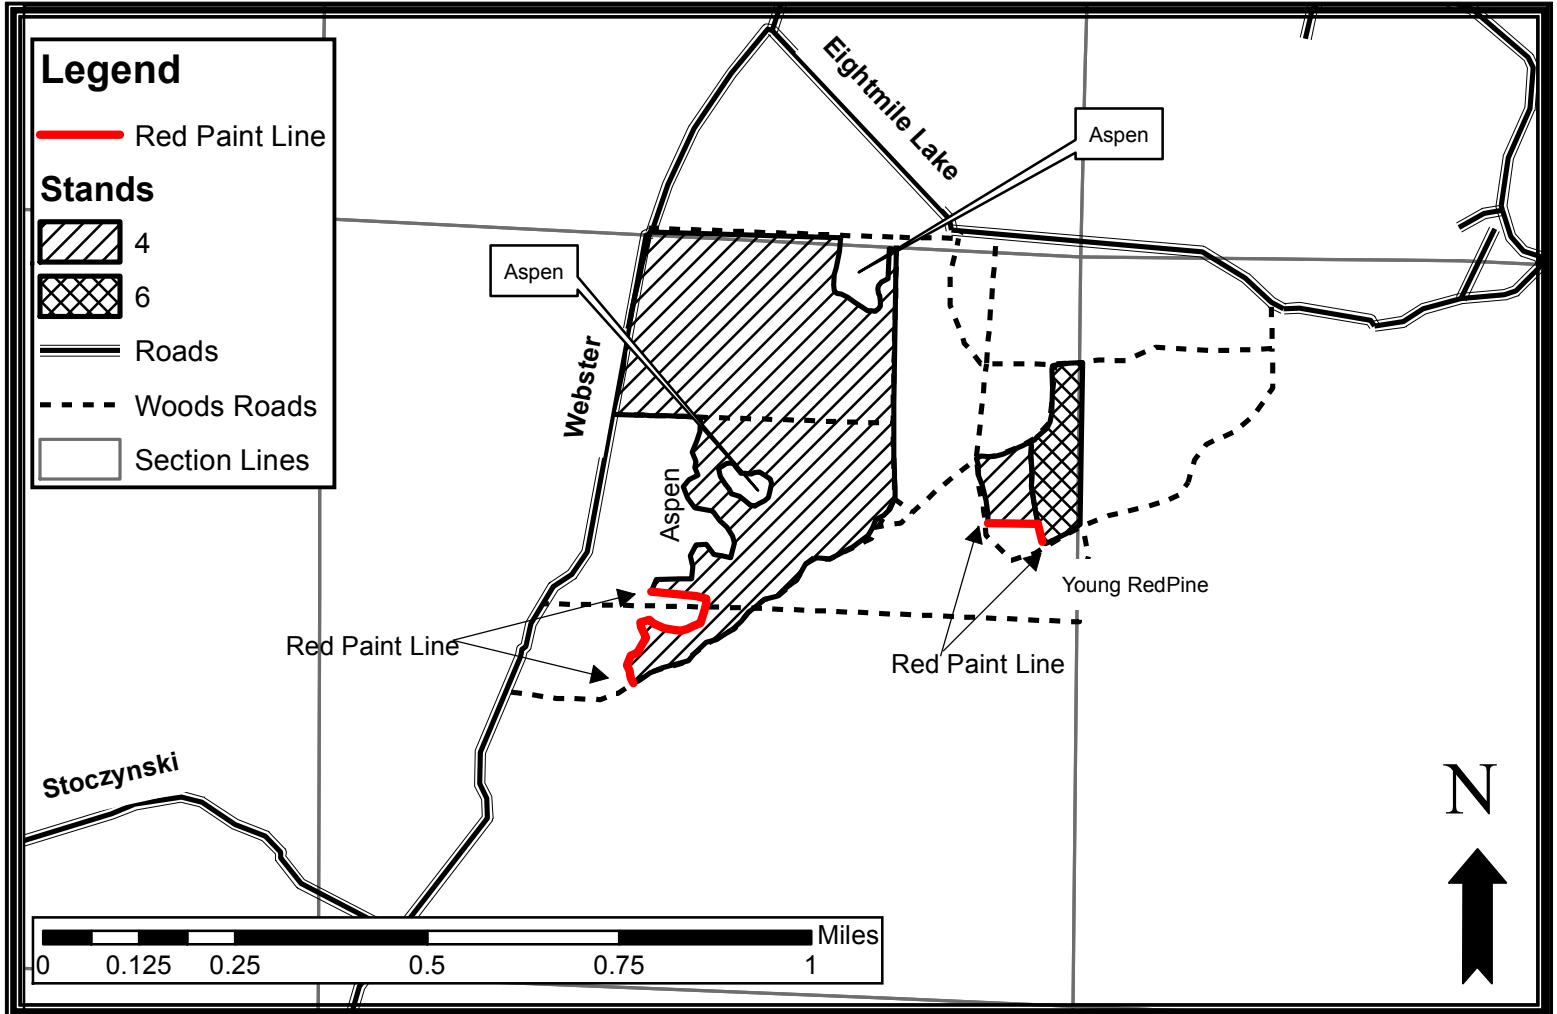 Legend
Red Paint Line
Stands
4
6
Roads
Woods Roads
Section Lines
Eightmile Lake
Aspen
Aspen
Webster
Aspen
Young RedPine
Red Paint Line
Red Paint Line
Stoczynski
N
Miles
0 0.125 0.25 0.5 0.75 1